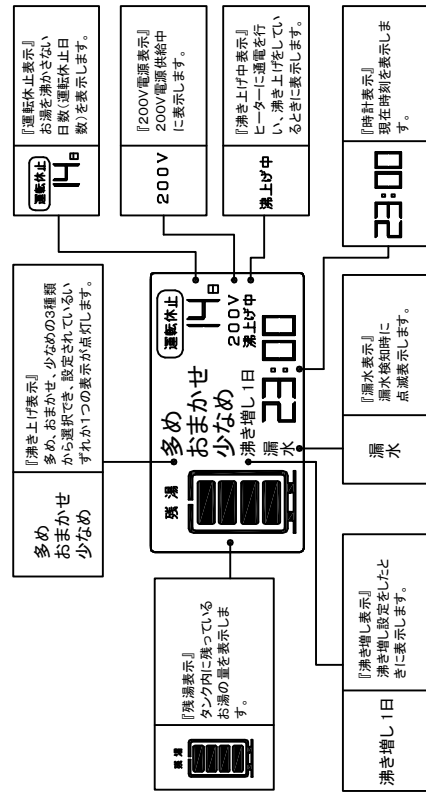 多め
おまかせ
少なめ
『沸き上げ表示』
多め、おまかせ、少なめの3種類
から選択でき、設定されているい
ずれか1つの表示が点灯します。
運転休止
14日
『運転休止表示』
お湯を沸かさない
日数(運転休止日
数)を表示します。
200V
『200V電源表示』
200V電源供給中
に表示します。
沸上げ中
『沸き上げ中表示』
ヒーターに通電を行
い、沸き上げをしてい
るときに表示します。
23:00
『時計表示』
現在時刻を表示しま
す。
残湯
『残湯表示』
タンク内に残っている
お湯の量を表示しま
す。
残湯
多め
おまかせ
少なめ
沸き増し1日
漏水
運転休止
14日
200V
沸上げ中
23:00
沸き増し1日
『沸き増し表示』
沸き増し設定をしたと
きに表示します。
漏水
『漏水表示』
漏水検知時に
点滅表示します。